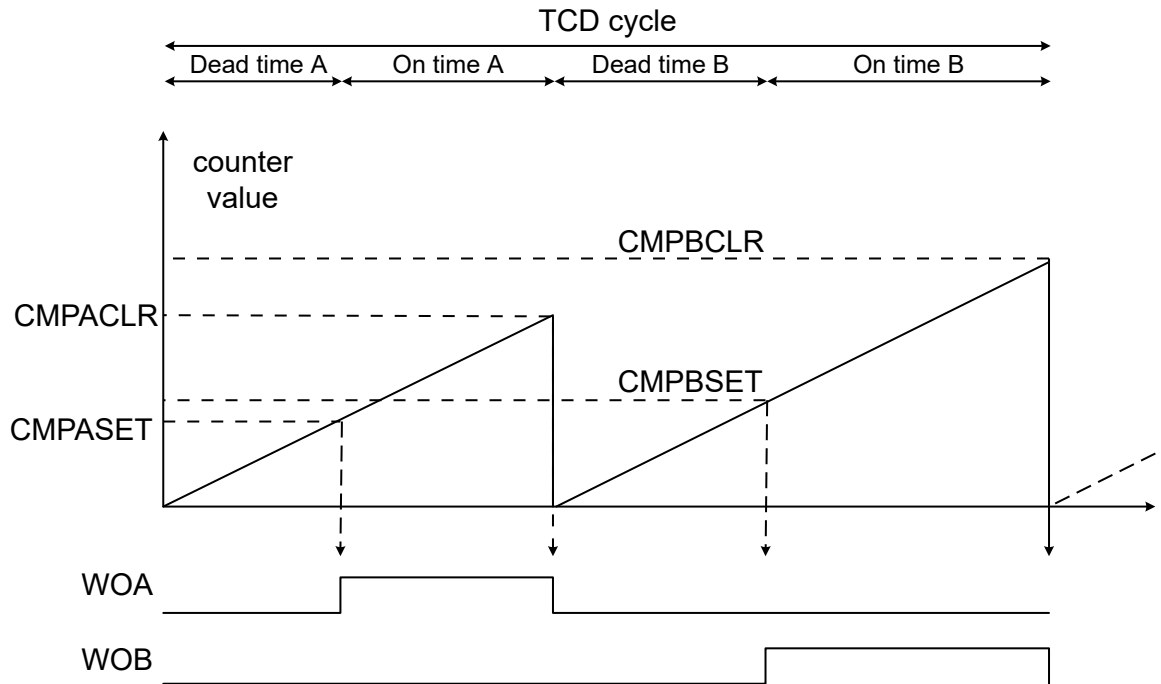 TCD cycle
Dead time A
On time A
Dead time B
On time B
counter
value
CMPBCLR
CMPACLR
CMPBSET
CMPASET
WOA
WOB